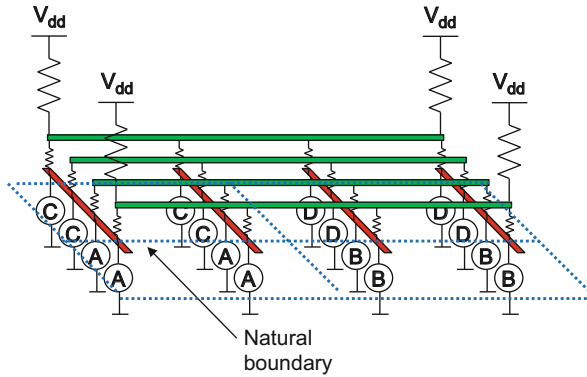 Vdd
Vdd
Vdd
Vdd
C C D D
C C D D
A A B B
A A B B
Natural
boundary